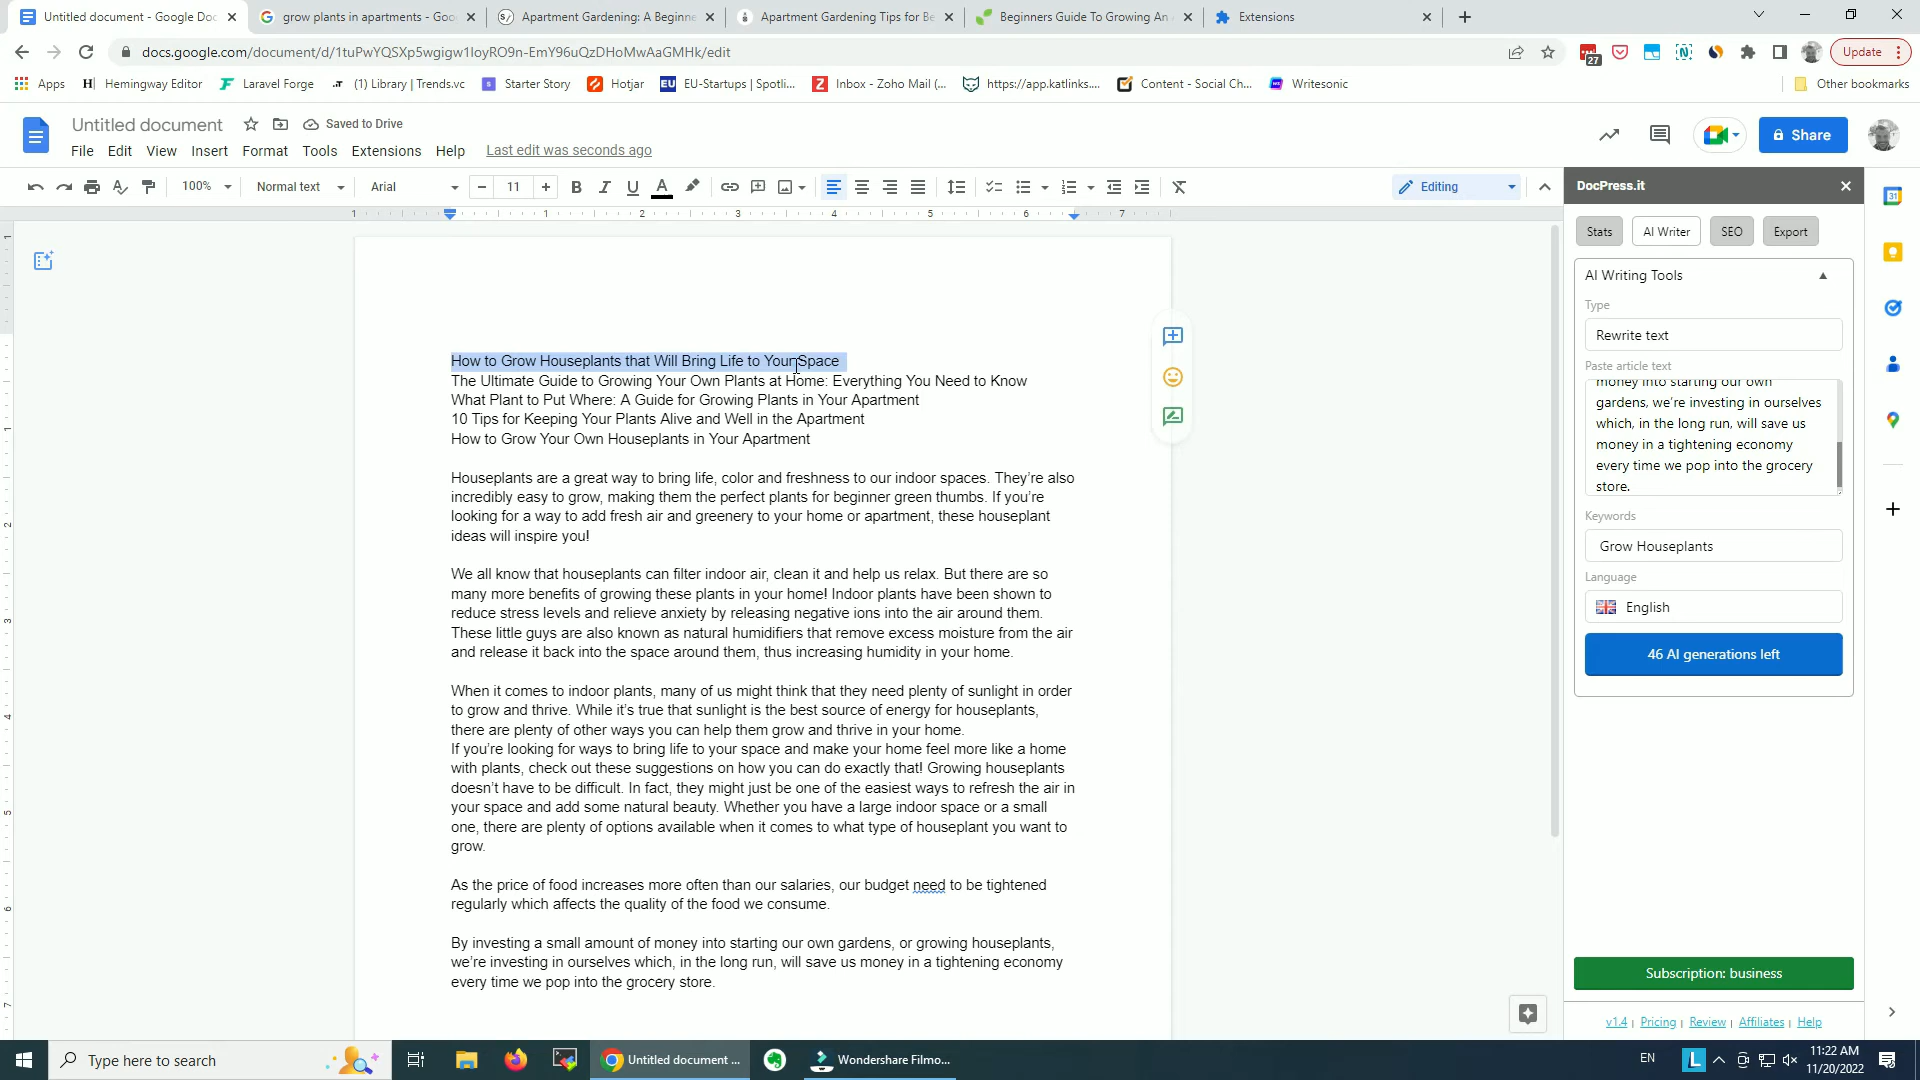 Untitled document - Google Doc
grow plants in apartments - Goo
Apartment Gardening: A Beginne
Apartment Gardening Tips for Be
Beginners Guide To Growing An
Extensions
docs.google.com/document/d/1tuPwYQSXp5wgigw1IoyRO9n-EmY96uQzDHoMwAaGMHk/edit
27
Update
Apps
Hemingway Editor
Laravel Forge
(1) Library | Trends.vc
Starter Story
Hotjar
EU
EU-Startups | Spotli...
Inbox - Zoho Mail (...
https://app.katlinks....
Content - Social Ch...
Writesonic
Other bookmarks
Untitled document
Saved to Drive
File Edit View Insert Format Tools Extensions Help Last edit was seconds ago
Share
100%
Normal text
Arial
11
Editing
1 1 2 3 4 5 6 7
How to Grow Houseplants that Will Bring Life to Your Space
The Ultimate Guide to Growing Your Own Plants at Home: Everything You Need to Know
What Plant to Put Where: A Guide for Growing Plants in Your Apartment
10 Tips for Keeping Your Plants Alive and Well in the Apartment
How to Grow Your Own Houseplants in Your Apartment
Houseplants are a great way to bring life, color and freshness to our indoor spaces. They're also
incredibly easy to grow, making them the perfect plants for beginner green thumbs. If you're
looking for a way to add fresh air and greenery to your home or apartment, these houseplant
ideas will inspire you!
We all know that houseplants can filter indoor air, clean it and help us relax. But there are so
many more benefits of growing these plants in your home! Indoor plants have been shown to
reduce stress levels and relieve anxiety by releasing negative ions into the air around them.
These little guys are also known as natural humidifiers that remove excess moisture from the air
and release it back into the space around them, thus increasing humidity in your home.
When it comes to indoor plants, many of us might think that they need plenty of sunlight in order
to grow and thrive. While it's true that sunlight is the best source of energy for houseplants,
there are plenty of other ways you can help them grow and thrive in your home.
If you're looking for ways to bring life to your space and make your home feel more like a home
with plants, check out these suggestions on how you can do exactly that! Growing houseplants
doesn't have to be difficult. In fact, they might just be one of the easiest ways to refresh the air in
your space and add some natural beauty. Whether you have a large indoor space or a small
one, there are plenty of options available when it comes to what type of houseplant you want to
grow.
As the price of food increases more often than our salaries, our budget need to be tightened
regularly which affects the quality of the food we consume.
By investing a small amount of money into starting our own gardens, or growing houseplants,
we're investing in ourselves which, in the long run, will save us money in a tightening economy
every time we pop into the grocery store.
DocPress.it
Stats
AI Writer
SEO
Export
AI Writing Tools
Type
Rewrite text
Paste article text
money into starting our own
gardens, we're investing in ourselves
which, in the long run, will save us
money in a tightening economy
every time we pop into the grocery
store.
Keywords
Grow Houseplants
Language
English
46 AI generations left
Subscription: business
v1.4 | Pricing | Review | Affiliates | Help
Type here to search
Untitled document ...
Wondershare Filmo...
EN
L
11:22 AM
11/20/2022